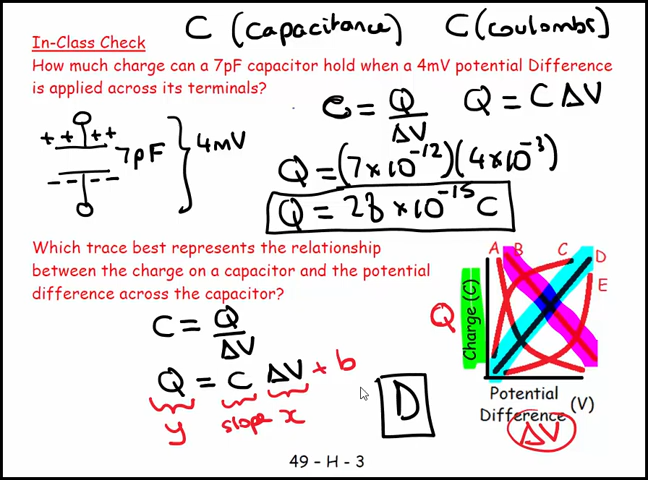 C (capacitance) C (coulombs)
In-Class Check
How much charge can a 7pF capacitor hold when a 4mV potential Difference
is applied across its terminals?
C = Q / ΔV Q = C ΔV
+ + + + 7pF 4mV
Q = (7×10⁻¹²)(4×10⁻³)
Q = 28 ×10⁻¹⁵ C
Which trace best represents the relationship
between the charge on a capacitor and the potential
difference across the capacitor?
A B C D
E
Q Charge (C)
C = Q / ΔV
Q = C ΔV + b
y slope x
D
Potential
Difference (V)
ΔV
49 - H - 3